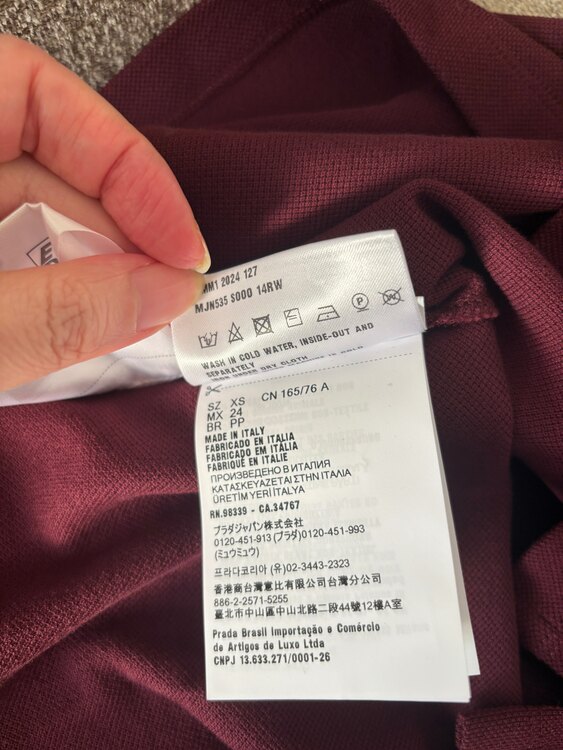 MM1 2024 127
MJN535 S000 14RW
P
WASH IN COLD WATER, INSIDE-OUT AND
SEPARATELY
IRON UNDER DRY CLOTH
SZ XS CN 165/76 A
MX 24
BR PP
MADE IN ITALY
FABRICADO EN ITALIA
FABRICADO EM ITÁLIA
FABRIQUÉ EN ITALIE
ПРОИЗВЕДЕНО В ИТАЛИЯ
ΚΑΤΑΣΚΕΥΑΖΕΤΑΙ ΣΤΗΝ ΙΤΑΛΙΑ
ÜRETİM YERİ İTALYA
RN.98339 - CA.34767
プラダジャパン株式会社
0120-451-913 (プラダ)0120-451-993
(ミュウミュウ)
프라다코리아 (유)02-3443-2323
香港商台灣惠比有限公司台灣分公司
886-2-2571-5255
臺北市中山區中山北路二段44號12樓A室
Prada Brasil Importação e Comércio
de Artigos de Luxo Ltda
CNPJ 13.633.271/0001-26